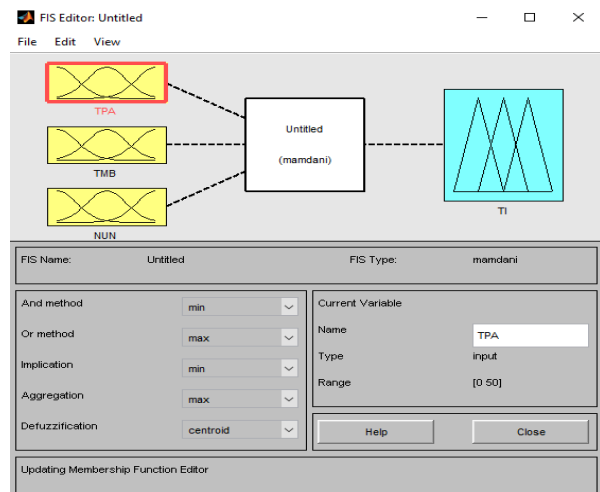 FIS Editor: Untitled
File Edit View
TPA
TMB
NUN
Untitled
(mamdani)
TI
FIS Name: Untitled FIS Type: mamdani
And method min
Or method max
Implication min
Aggregation max
Defuzzification centroid
Current Variable
Name TPA
Type input
Range [0 50]
Help Close
Updating Membership Function Editor